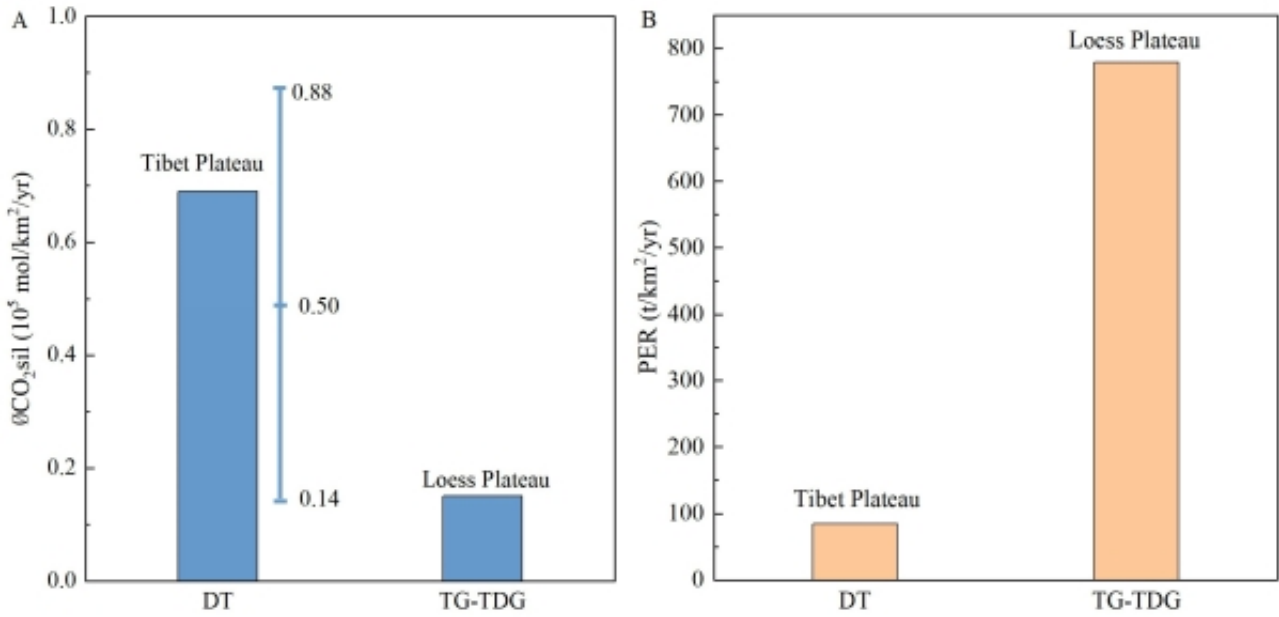 A
ØCO₂sil (10⁵ mol/km²/yr)
1.0
0.8
0.6
0.4
0.2
0.0
Tibet Plateau
0.88
0.50
0.14
Loess Plateau
DT
TG-TDG
B
PER (t/km²/yr)
800
700
600
500
400
300
200
100
0
Loess Plateau
Tibet Plateau
DT
TG-TDG